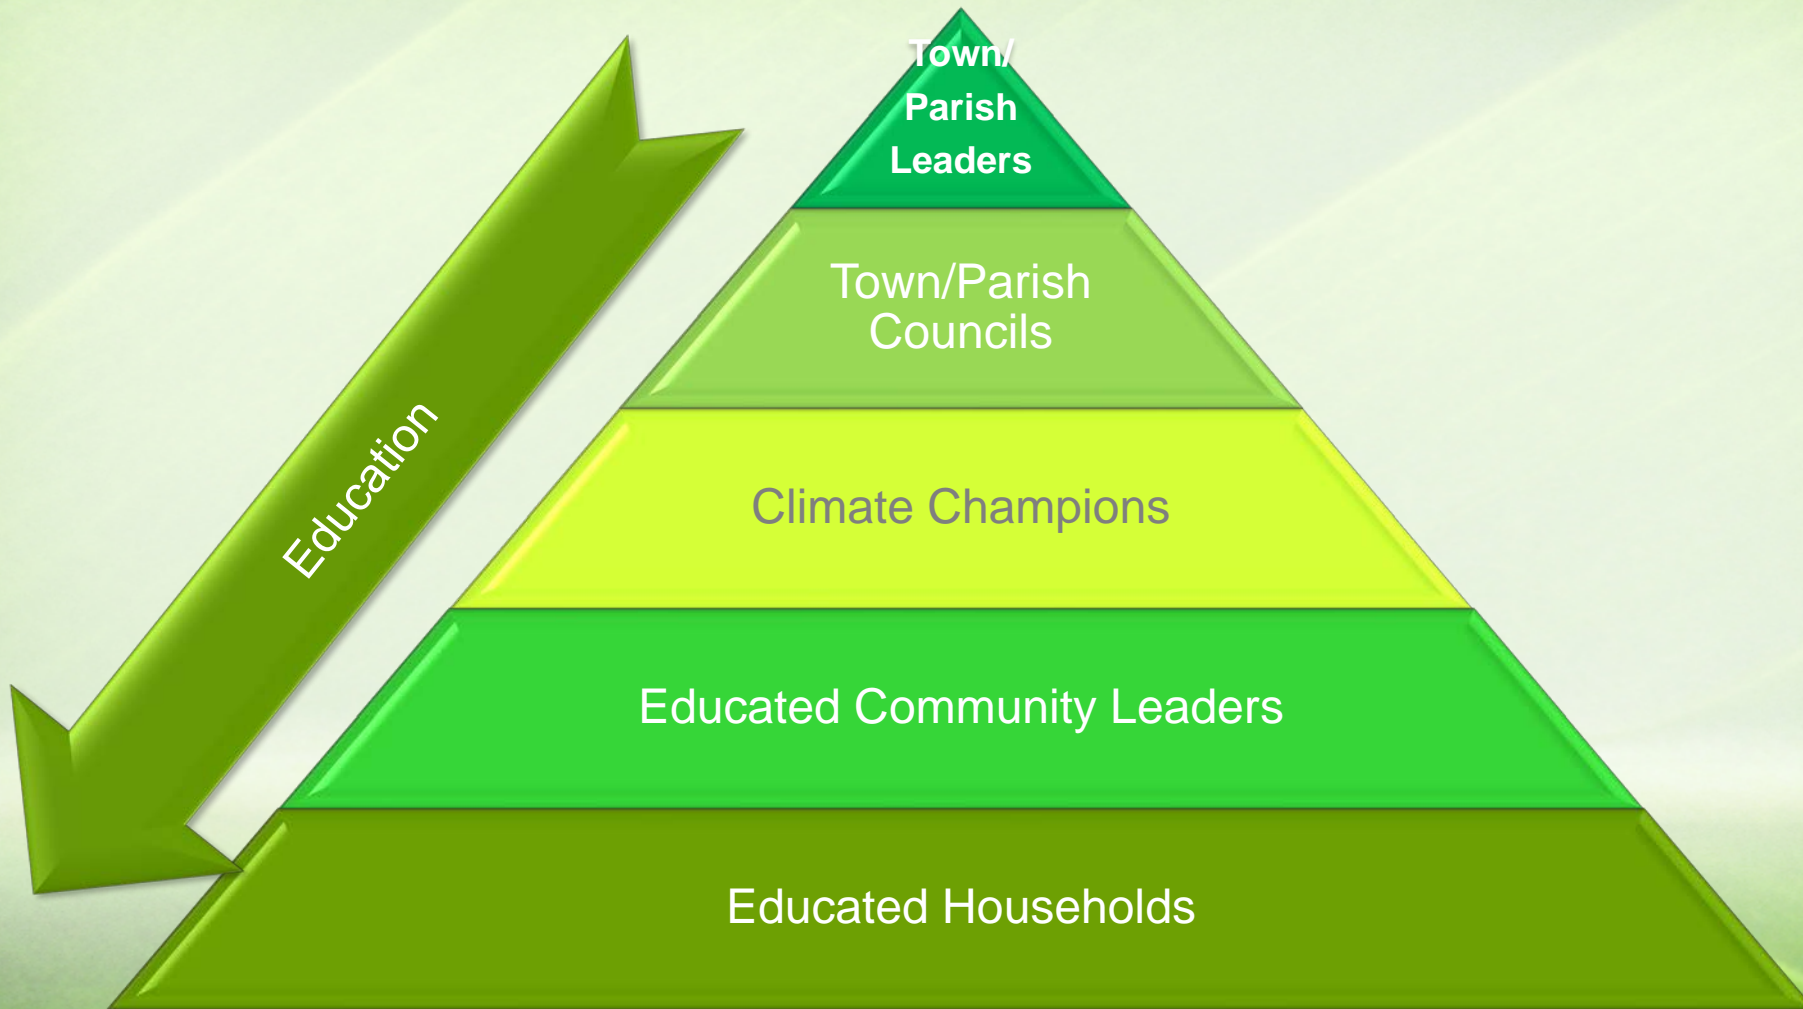 Town/
Parish
Leaders
Town/Parish
Councils
Education
Climate Champions
Educated Community Leaders
Educated Households